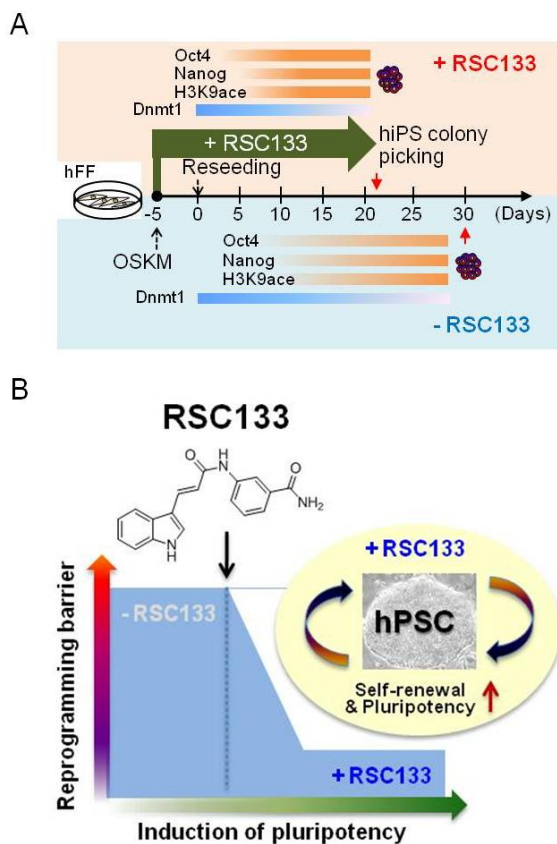 A
Oct4
Nanog
H3K9ace
Dnmt1
+ RSC133
+ RSC133
hiPS colony
picking
Reseeding
hFF
-5 0 5 10 15 20 25 30 (Days)
OSKM
Oct4
Nanog
H3K9ace
Dnmt1
- RSC133
B
RSC133
O
H
N
O
NH2
N
H
+RSC133
- RSC133
hPSC
Self-renewal
& Pluripotency
+RSC133
Reprogramming barrier
Induction of pluripotency